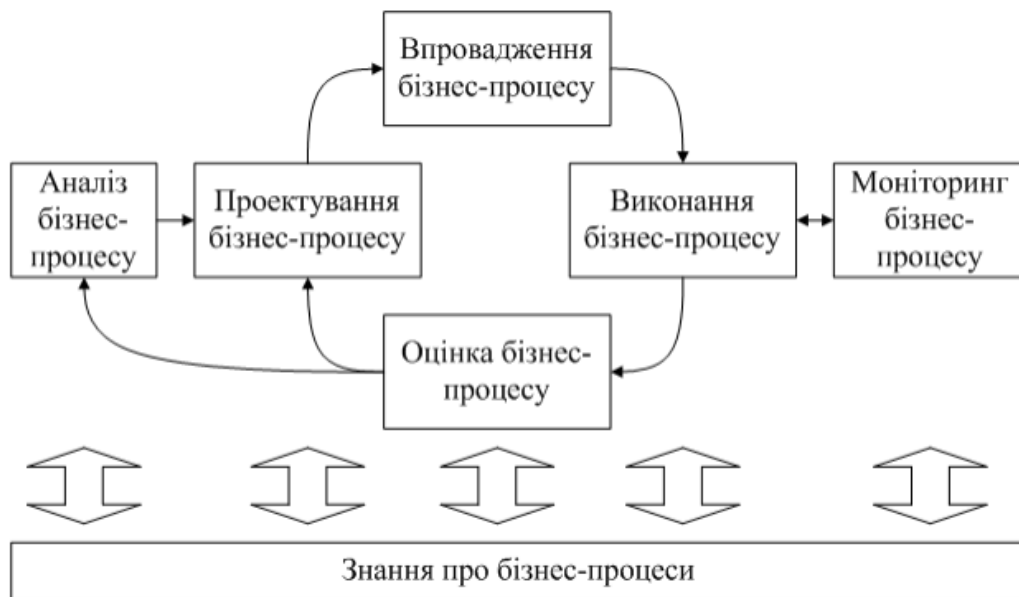 Впровадження
бізнес-процесу
Аналіз
бізнес-
процесу
Проектування
бізнес-процесу
Виконання
бізнес-процесу
Моніторинг
бізнес-
процесу
Оцінка бізнес-
процесу
Знання про бізнес-процеси